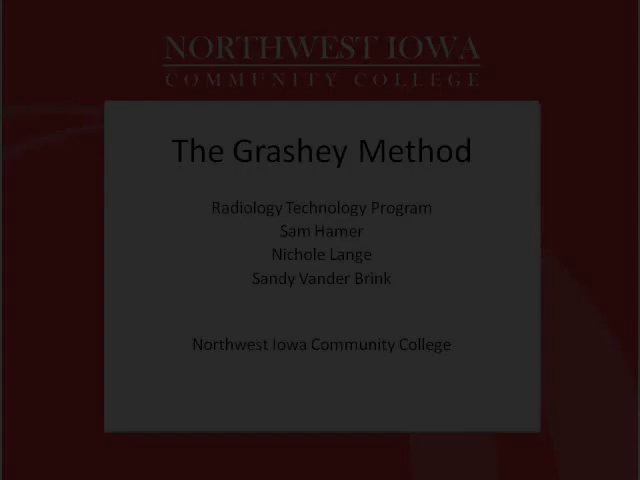 NORTHWEST IOWA
COMMUNITY COLLEGE
The Grashey Method
Radiology Technology Program
Sam Hamer
Nichole Lange
Sandy Vander Brink
Northwest Iowa Community College